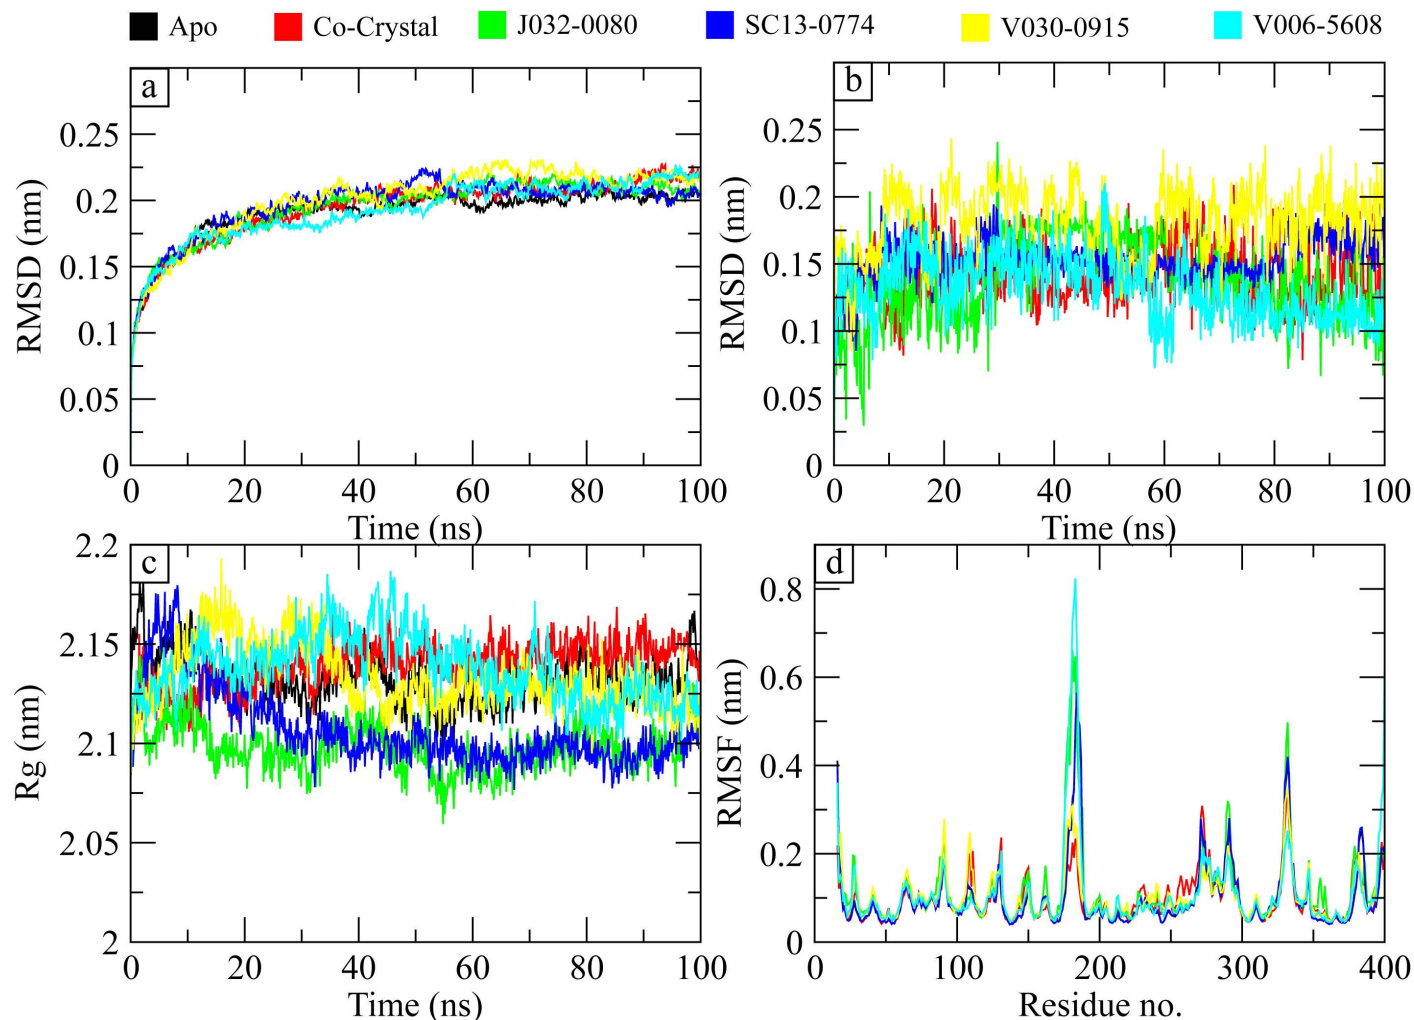 Apo Co-Crystal J032-0080 SC13-0774 V030-0915 V006-5608
a
RMSD (nm)
0.25
0.2
0.15
0.1
0.05
0
0 20 40 60 80 100
Time (ns)
b
RMSD (nm)
0.25
0.2
0.15
0.1
0.05
0
0 20 40 60 80 100
Time (ns)
c
Rg (nm)
2.2
2.15
2.1
2.05
2
0 20 40 60 80 100
Time (ns)
d
RMSF (nm)
0.8
0.6
0.4
0.2
0
0 100 200 300 400
Residue no.